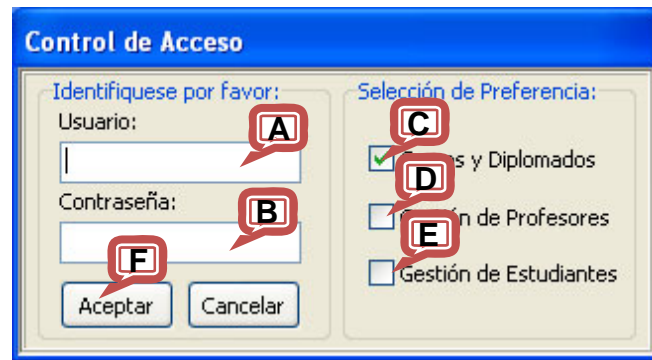 Control de Acceso
Identifiquese por favor:
Usuario:
A
Contraseña:
B
F
Aceptar
Cancelar
Selección de Preferencia:
C
y Diplomados
D
de Profesores
E
Gestión de Estudiantes